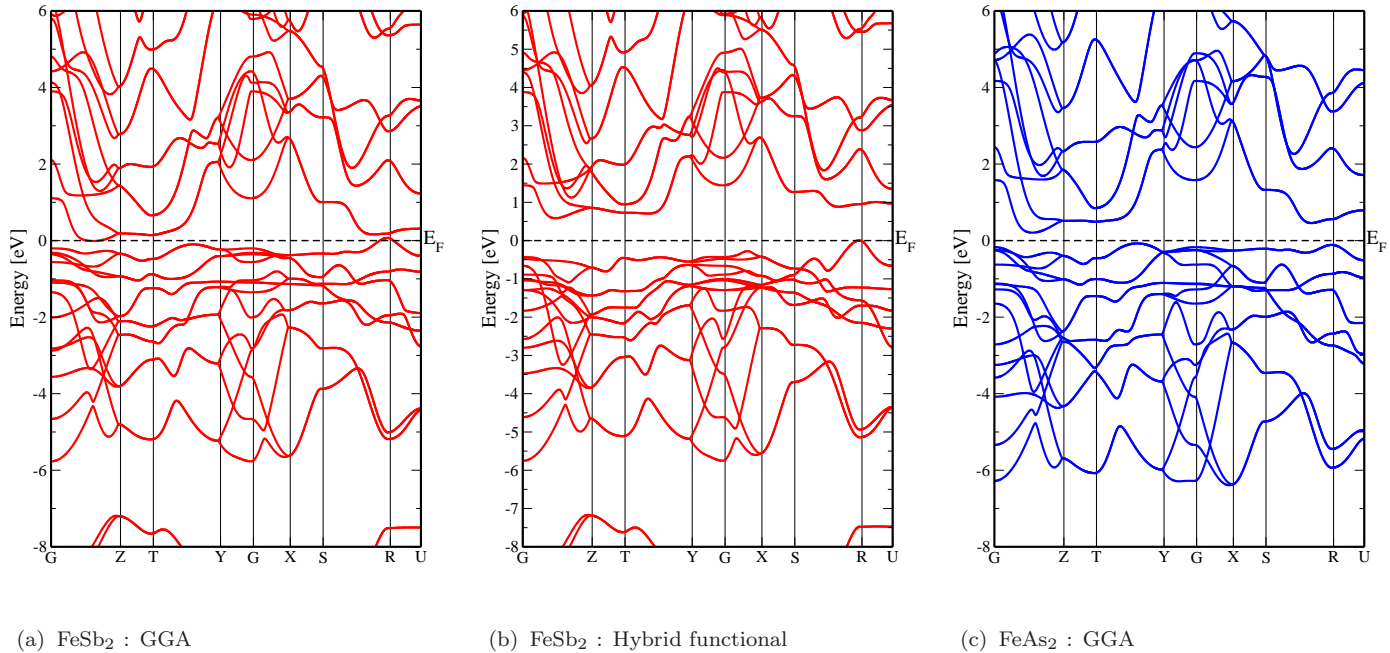 6
4
2
0
-2
-4
-6
-8
Energy [eV]
E_F
G Z T Y G X S R U
6
5
4
3
2
1
0
-1
-2
-3
-4
-5
-6
-7
-8
Energy [eV]
E_F
G Z T Y G X S R U
6
4
2
0
-2
-4
-6
-8
Energy [eV]
E_F
G Z T Y G X S R U
(a) FeSb₂ : GGA
(b) FeSb₂ : Hybrid functional
(c) FeAs₂ : GGA